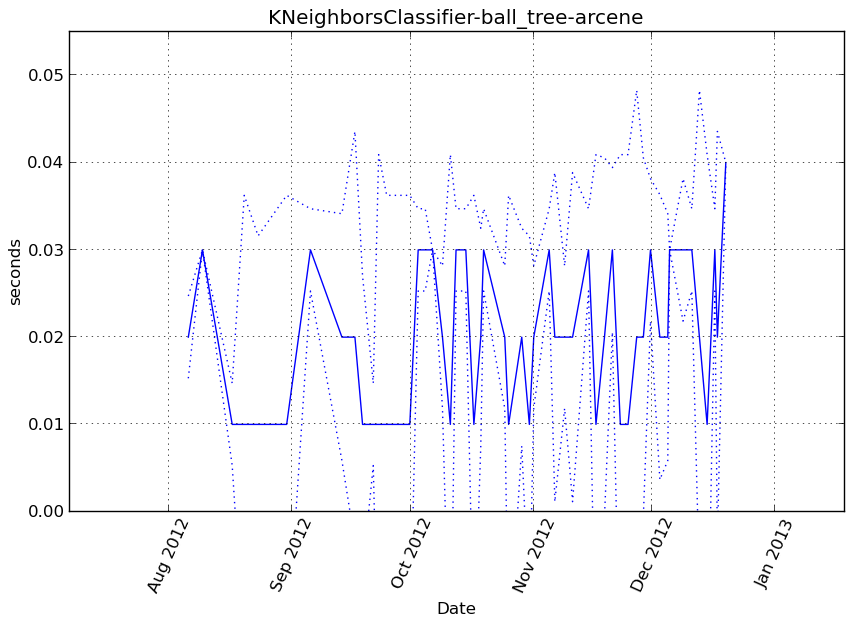 KNeighborsClassifier-ball_tree-arcene
0.05
0.04
0.03
0.02
0.01
0.00
seconds
Aug 2012
Sep 2012
Oct 2012
Nov 2012
Dec 2012
Jan 2013
Date